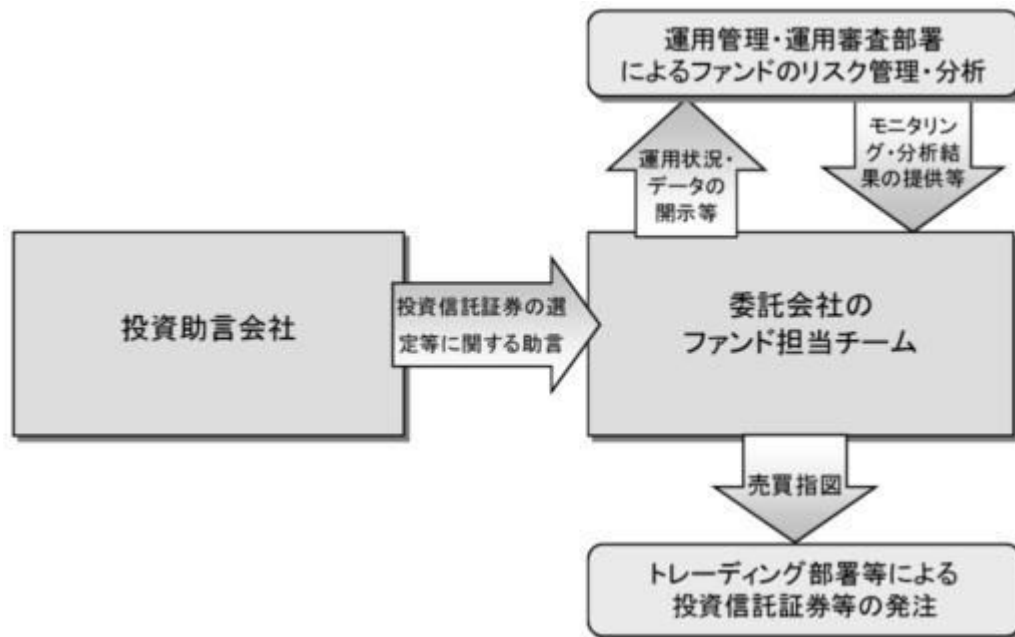 運用管理・運用審査部署
によるファンドのリスク管理・分析
運用状況・
データの
開示等
モニタリン
グ・分析結
果の提供等
投資助言会社
投資信託証券の選
定等に関する助言
委託会社の
ファンド担当チーム
売買指図
トレーディング部署等による
投資信託証券等の発注